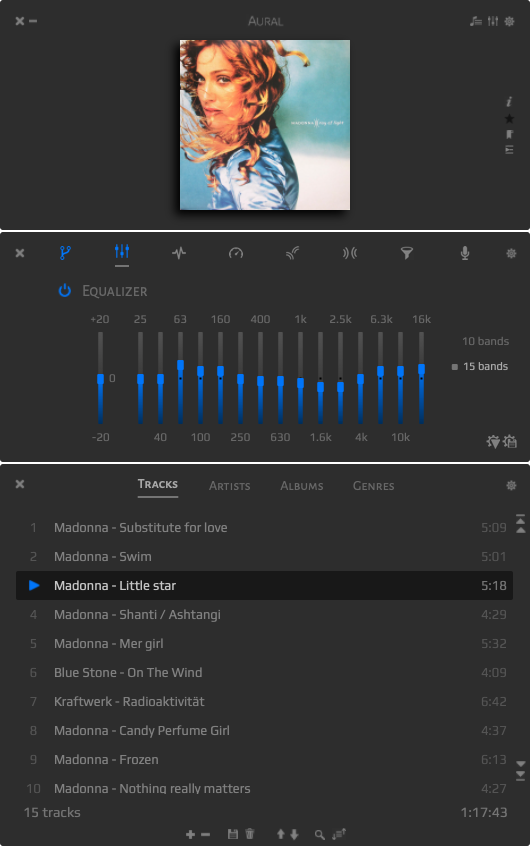 AURAL
madonna ray of light
EQUALIZER
+20 25 63 160 400 1k 2.5k 6.3k 16k
10 bands
15 bands
0
-20 40 100 250 630 1.6k 4k 10k
TRACKS ARTISTS ALBUMS GENRES
1 Madonna - Substitute for love 5:09
2 Madonna - Swim 5:01
Madonna - Little star 5:18
4 Madonna - Shanti / Ashtangi 4:29
5 Madonna - Mer girl 5:32
6 Blue Stone - On The Wind 4:09
7 Kraftwerk - Radioaktivität 6:42
8 Madonna - Candy Perfume Girl 4:37
9 Madonna - Frozen 6:13
10 Madonna - Nothing really matters 4:27
15 tracks 1:17:43